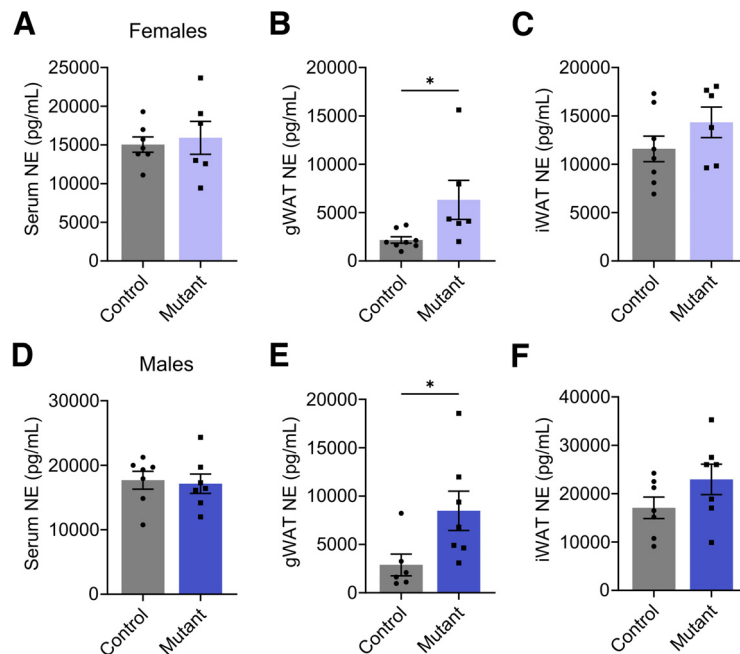 A
Females
Serum NE (pg/mL)
25000
20000
15000
10000
5000
0
Control
Mutant
B
gWAT NE (pg/mL)
20000
15000
10000
5000
0
*
Control
Mutant
C
iWAT NE (pg/mL)
20000
15000
10000
5000
0
Control
Mutant
D
Males
Serum NE (pg/mL)
30000
20000
10000
0
Control
Mutant
E
gWAT NE (pg/mL)
20000
15000
10000
5000
0
*
Control
Mutant
F
iWAT NE (pg/mL)
40000
30000
20000
10000
0
Control
Mutant